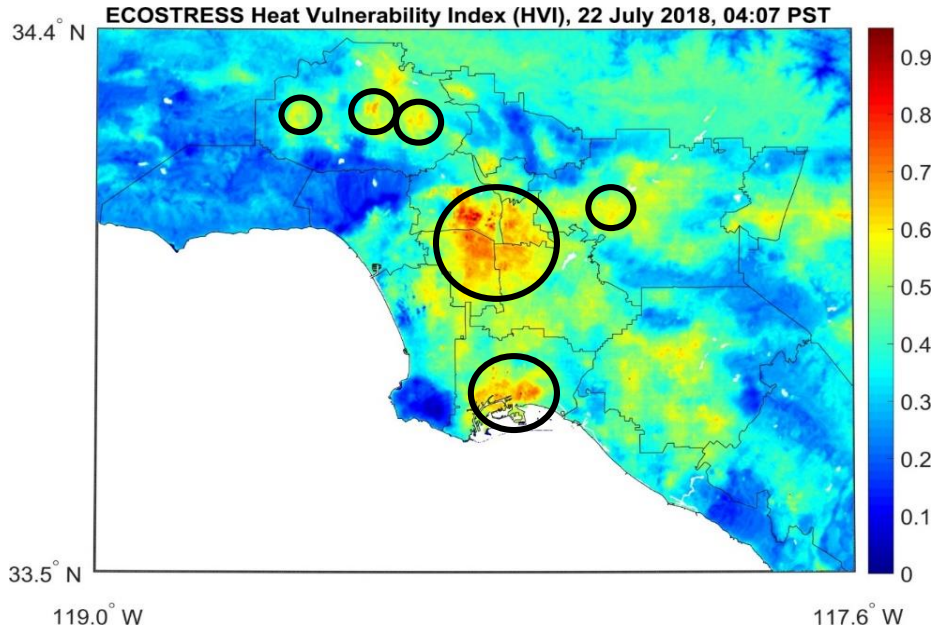 ECOSTRESS Heat Vulnerability Index (HVI), 22 July 2018, 04:07 PST
34.4° N
33.5° N
119.0° W
117.6° W
0.9
0.8
0.7
0.6
0.5
0.4
0.3
0.2
0.1
0